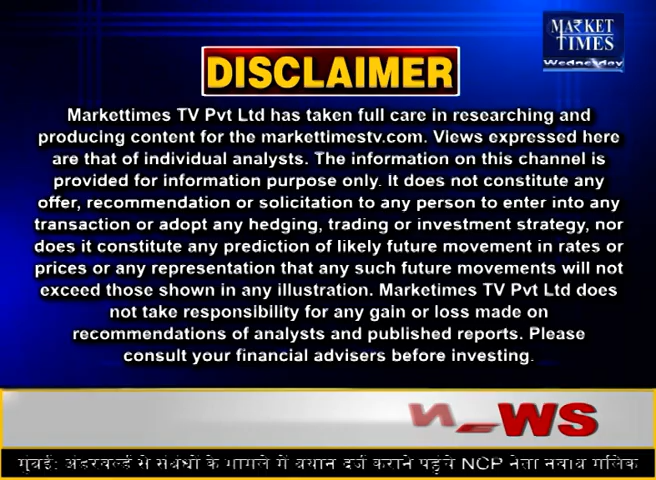 MARKET
TIMES
Wednesday
DISCLAIMER
Markettimes TV Pvt Ltd has taken full care in researching and
producing content for the markettimestv.com. Views expressed here
are that of individual analysts. The information on this channel is
provided for information purpose only. It does not constitute any
offer, recommendation or solicitation to any person to enter into any
transaction or adopt any hedging, trading or investment strategy, nor
does it constitute any prediction of likely future movement in rates or
prices or any representation that any such future movements will not
exceed those shown in any illustration. Marketimes TV Pvt Ltd does
not take responsibility for any gain or loss made on
recommendations of analysts and published reports. Please
consult your financial advisers before investing.
NEWS
मुंबई: अंडरवर्ल्ड से संबंधों के मामले में बयान दर्ज कराने पहुंचे NCP नेता नवाब मलिक